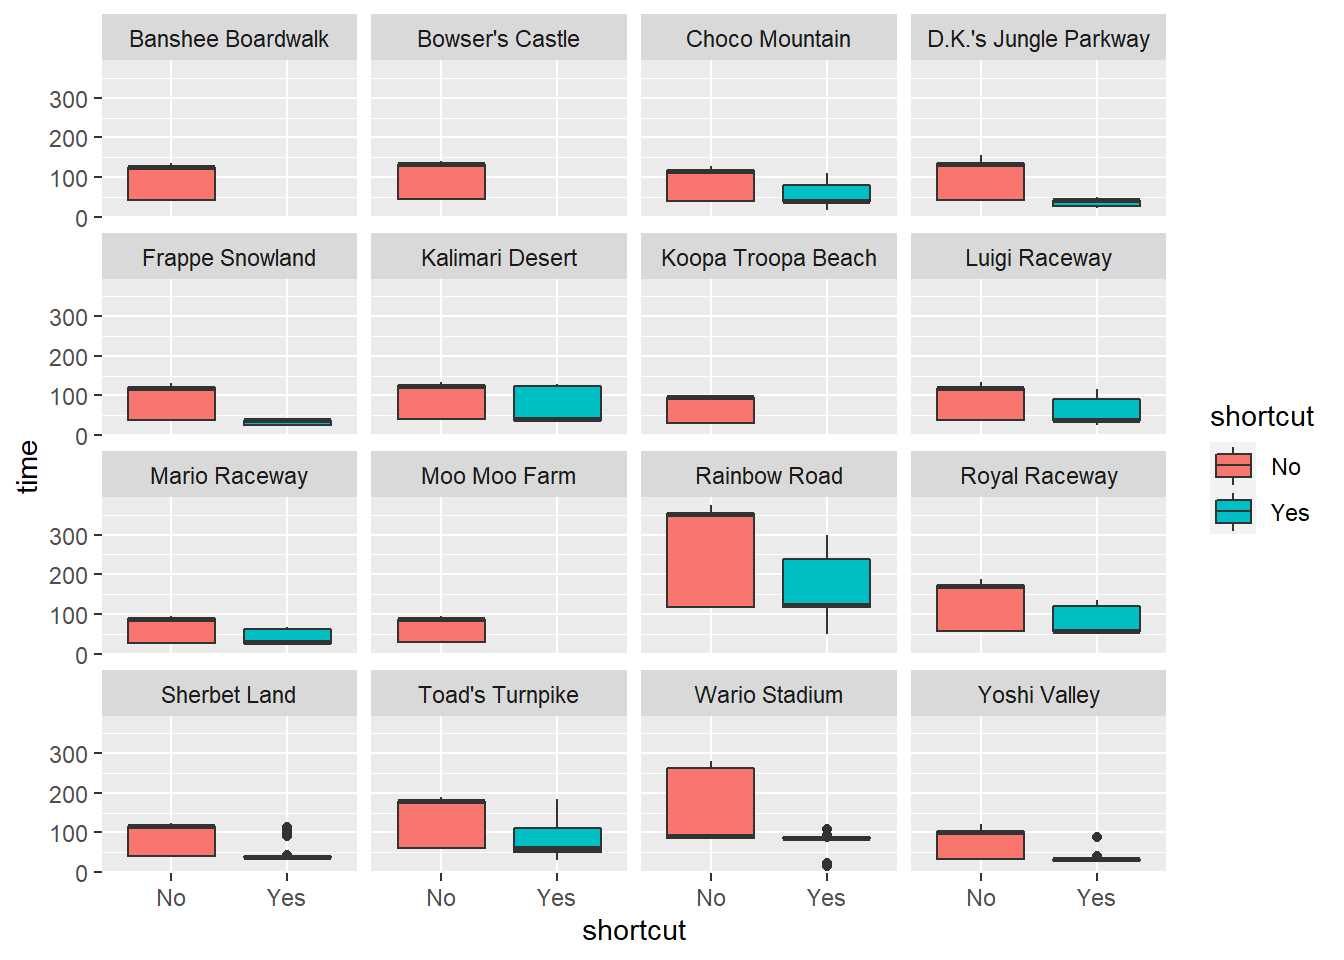 Banshee Boardwalk Bowser's Castle Choco Mountain D.K.'s Jungle Parkway
300
200
100
0
Frappe Snowland Kalimari Desert Koopa Troopa Beach Luigi Raceway
300
200
100
0
Mario Raceway Moo Moo Farm Rainbow Road Royal Raceway
300
200
100
0
Sherbet Land Toad's Turnpike Wario Stadium Yoshi Valley
300
200
100
0
No Yes No Yes No Yes No Yes
shortcut
time
shortcut
No
Yes